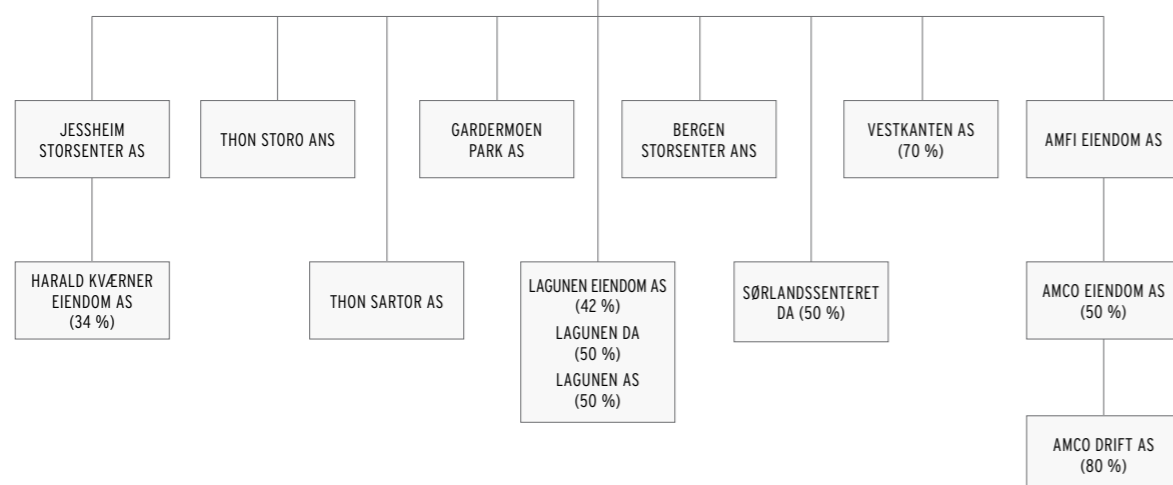 JESSHEIM
STORSENTER AS
THON STORO ANS
GARDERMOEN
PARK AS
BERGEN
STORSENTER ANS
VESTKANTEN AS
(70 %)
AMFI EIENDOM AS
HARALD KVÆRNER
EIENDOM AS
(34 %)
THON SARTOR AS
LAGUNEN EIENDOM AS
(42 %)
LAGUNEN DA
(50 %)
LAGUNEN AS
(50 %)
SØRLANDSSENTERET
DA (50 %)
AMCO EIENDOM AS
(50 %)
AMCO DRIFT AS
(80 %)